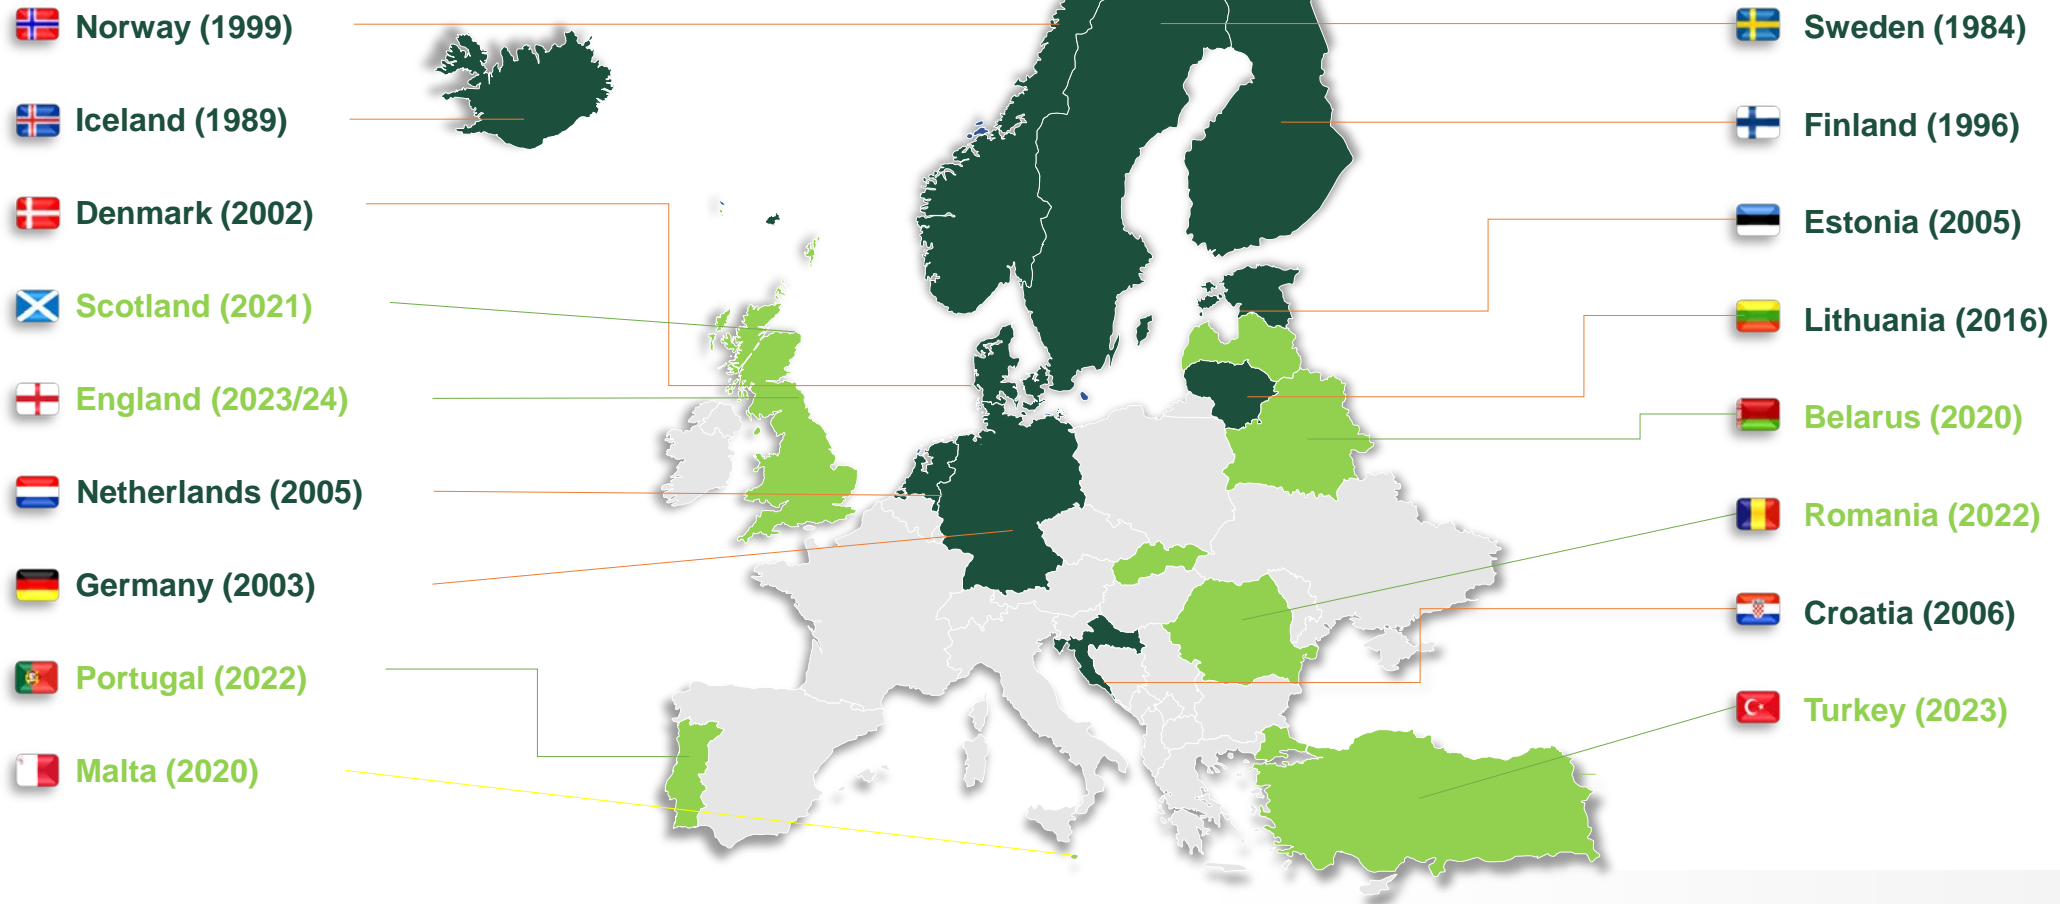 Norway (1999)
Iceland (1989)
Denmark (2002)
Scotland (2021)
England (2023/24)
Netherlands (2005)
Germany (2003)
Portugal (2022)
Malta (2020)
Sweden (1984)
Finland (1996)
Estonia (2005)
Lithuania (2016)
Belarus (2020)
Romania (2022)
Croatia (2006)
Turkey (2023)